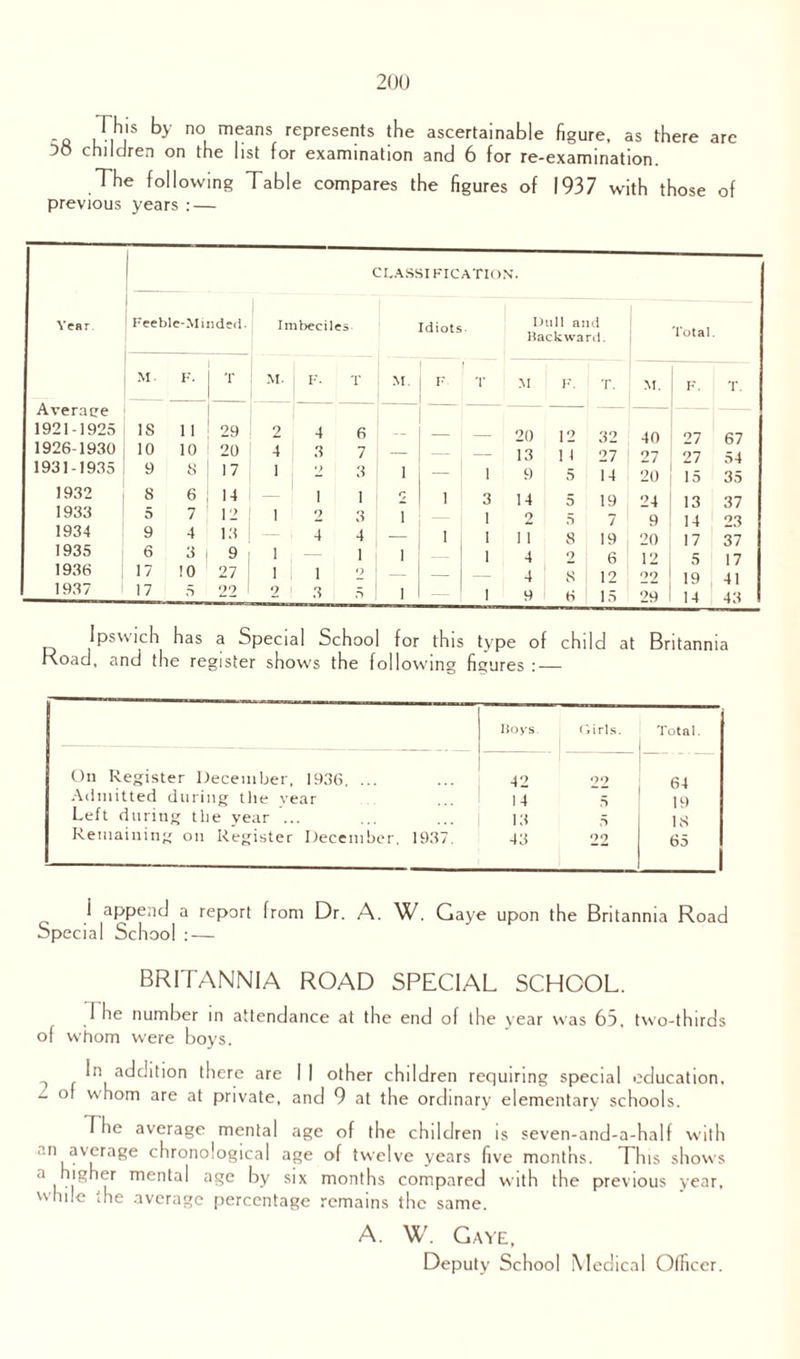 200
This by no means represents the ascertainable figure, as there are
58 children on the list for examination and 6 for re-examination.
The following Table compares the figures of 1937 with those of
previous years :—
CLASSIFICATION.
Year. Feeble-Minded. Imbeciles. Idiots. Dull and Backward. Total.
M. F. T M. F. T M. F. T M F. T. M. F. T.
Average
1921-1925 18 11 29 2 4 6 — — — 20 12 32 40 27 67
1926-1930 10 10 20 4 3 7 — — — 13 14 27 27 27 54
1931-1935 9 8 17 1 2 3 1 — 1 9 5 14 20 15 35
1932 8 6 14 — 1 1 2 1 3 14 5 19 24 13 37
1933 5 7 12 1 2 3 1 — 1 2 5 7 9 14 23
1934 9 4 13 — 4 4 — 1 1 11 8 19 20 17 37
1935 6 3 9 1 — 1 1 — 1 4 2 6 12 5 17
1936 17 10 27 1 1 2 — — — 4 8 12 22 19 41
1937 17 5 22 2 3 5 1 — 1 9 6 15 29 14 43
Ipswich has a Special School for this type of child at Britannia
Road, and the register shows the following figures :—
Boys. Girls. Total.
On Register December, 1936, ... 42 22 64
Admitted during the year ... 14 5 19
Left during the year ... ... ... 13 5 18
Remaining on Register December, 1937. 43 22 65
I append a report from Dr. A. W. Gaye upon the Britannia Road
Special School :—
BRITANNIA ROAD SPECIAL SCHOOL.
The number in attendance at the end of the year was 65, two-thirds
of whom were boys.
In addition there are 11 other children requiring special education,
2 of whom are at private, and 9 at the ordinary elementary schools.
The average mental age of the children is seven-and-a-half with
an average chronological age of twelve years five months. This shows
a higher mental age by six months compared with the previous year,
while the average percentage remains the same.
A. W. GAYE,
Deputy School Medical Officer.